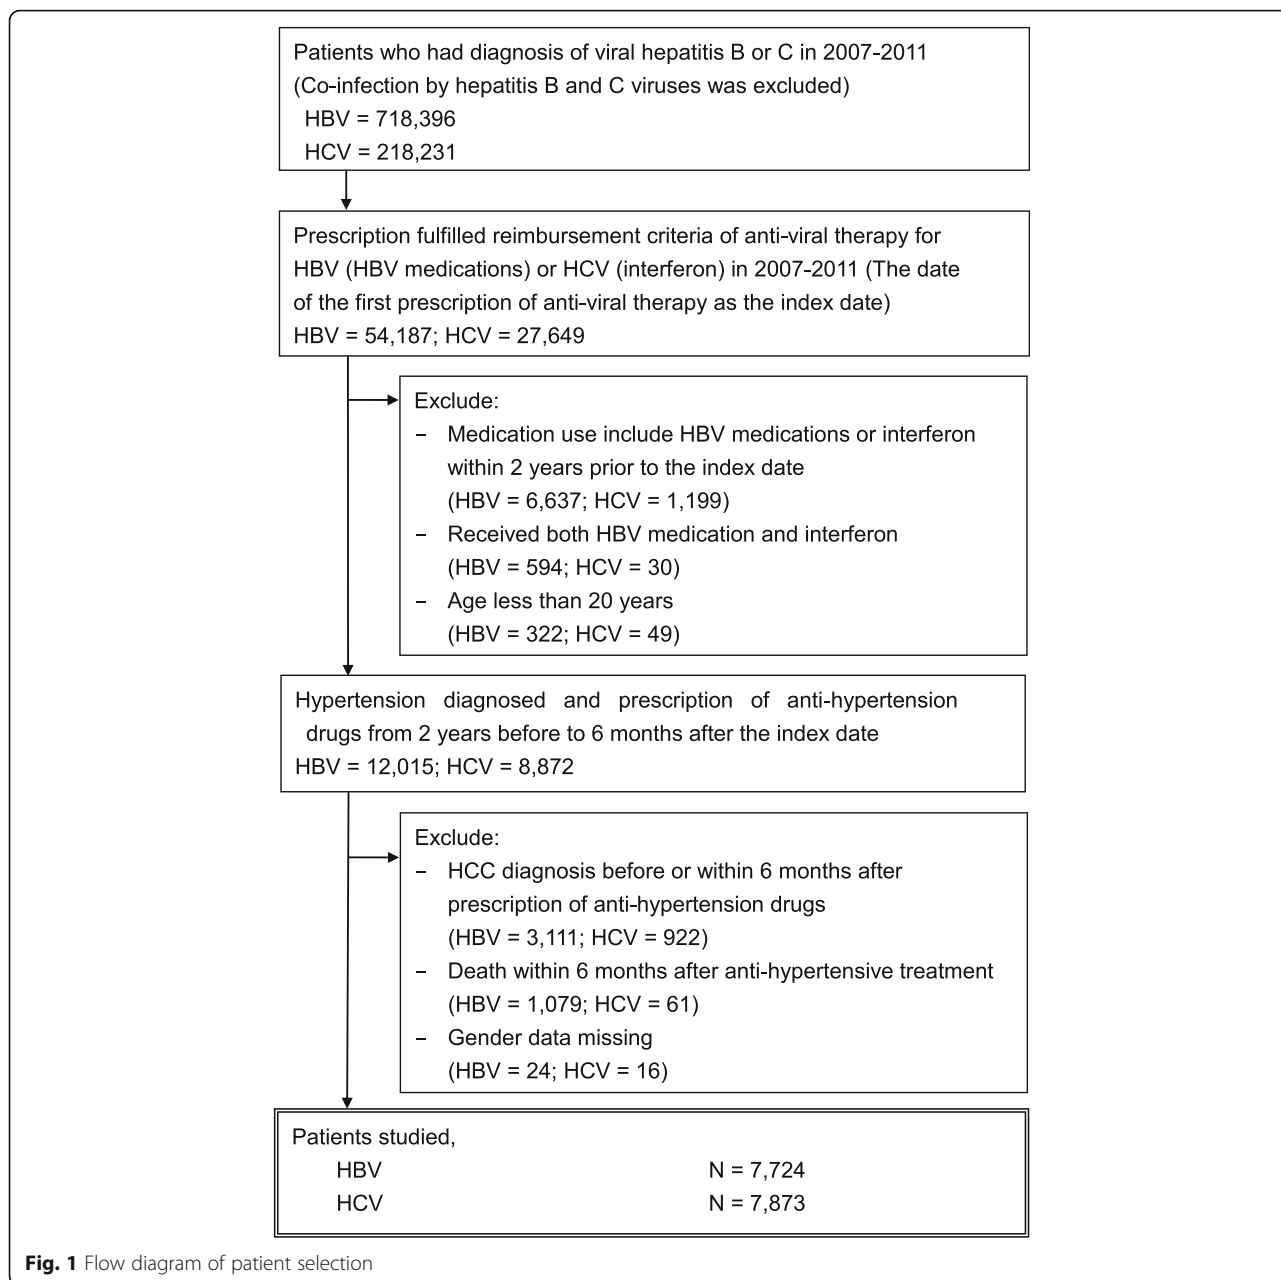 Patients who had diagnosis of viral hepatitis B or C in 2007-2011
(Co-infection by hepatitis B and C viruses was excluded)
HBV = 718,396
HCV = 218,231
Prescription fulfilled reimbursement criteria of anti-viral therapy for
HBV (HBV medications) or HCV (interferon) in 2007-2011 (The date
of the first prescription of anti-viral therapy as the index date)
HBV = 54,187; HCV = 27,649
Exclude:
– Medication use include HBV medications or interferon
within 2 years prior to the index date
(HBV = 6,637; HCV = 1,199)
– Received both HBV medication and interferon
(HBV = 594; HCV = 30)
– Age less than 20 years
(HBV = 322; HCV = 49)
Hypertension diagnosed and prescription of anti-hypertension
drugs from 2 years before to 6 months after the index date
HBV = 12,015; HCV = 8,872
Exclude:
– HCC diagnosis before or within 6 months after
prescription of anti-hypertension drugs
(HBV = 3,111; HCV = 922)
– Death within 6 months after anti-hypertensive treatment
(HBV = 1,079; HCV = 61)
– Gender data missing
(HBV = 24; HCV = 16)
Patients studied,
HBV N = 7,724
HCV N = 7,873
Fig. 1 Flow diagram of patient selection